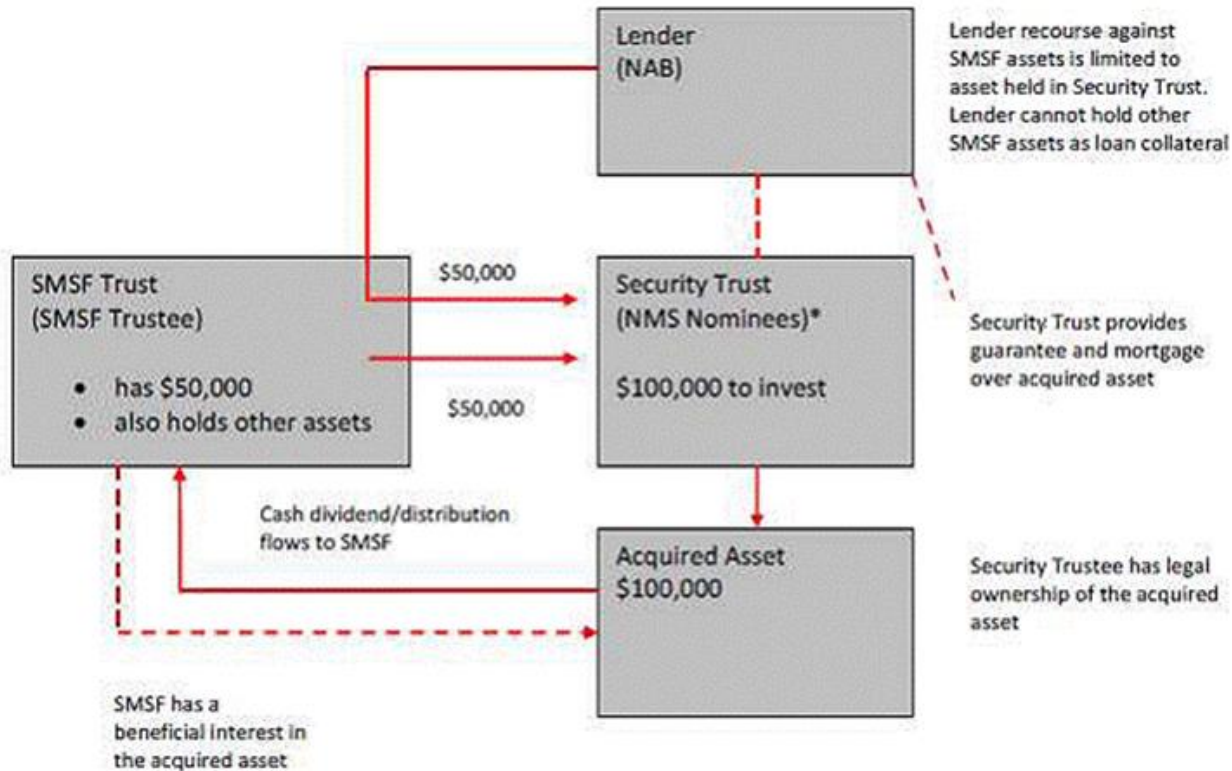 Lender
(NAB)
Lender recourse against
SMSF assets is limited to
asset held in Security Trust.
Lender cannot hold other
SMSF assets as loan collateral
SMSF Trust
(SMSF Trustee)
• has $50,000
• also holds other assets
$50,000
$50,000
Security Trust
(NMS Nominees)*
$100,000 to invest
Security Trust provides
guarantee and mortgage
over acquired asset
Cash dividend/distribution
flows to SMSF
Acquired Asset
$100,000
Security Trustee has legal
ownership of the acquired
asset
SMSF has a
beneficial interest in
the acquired asset